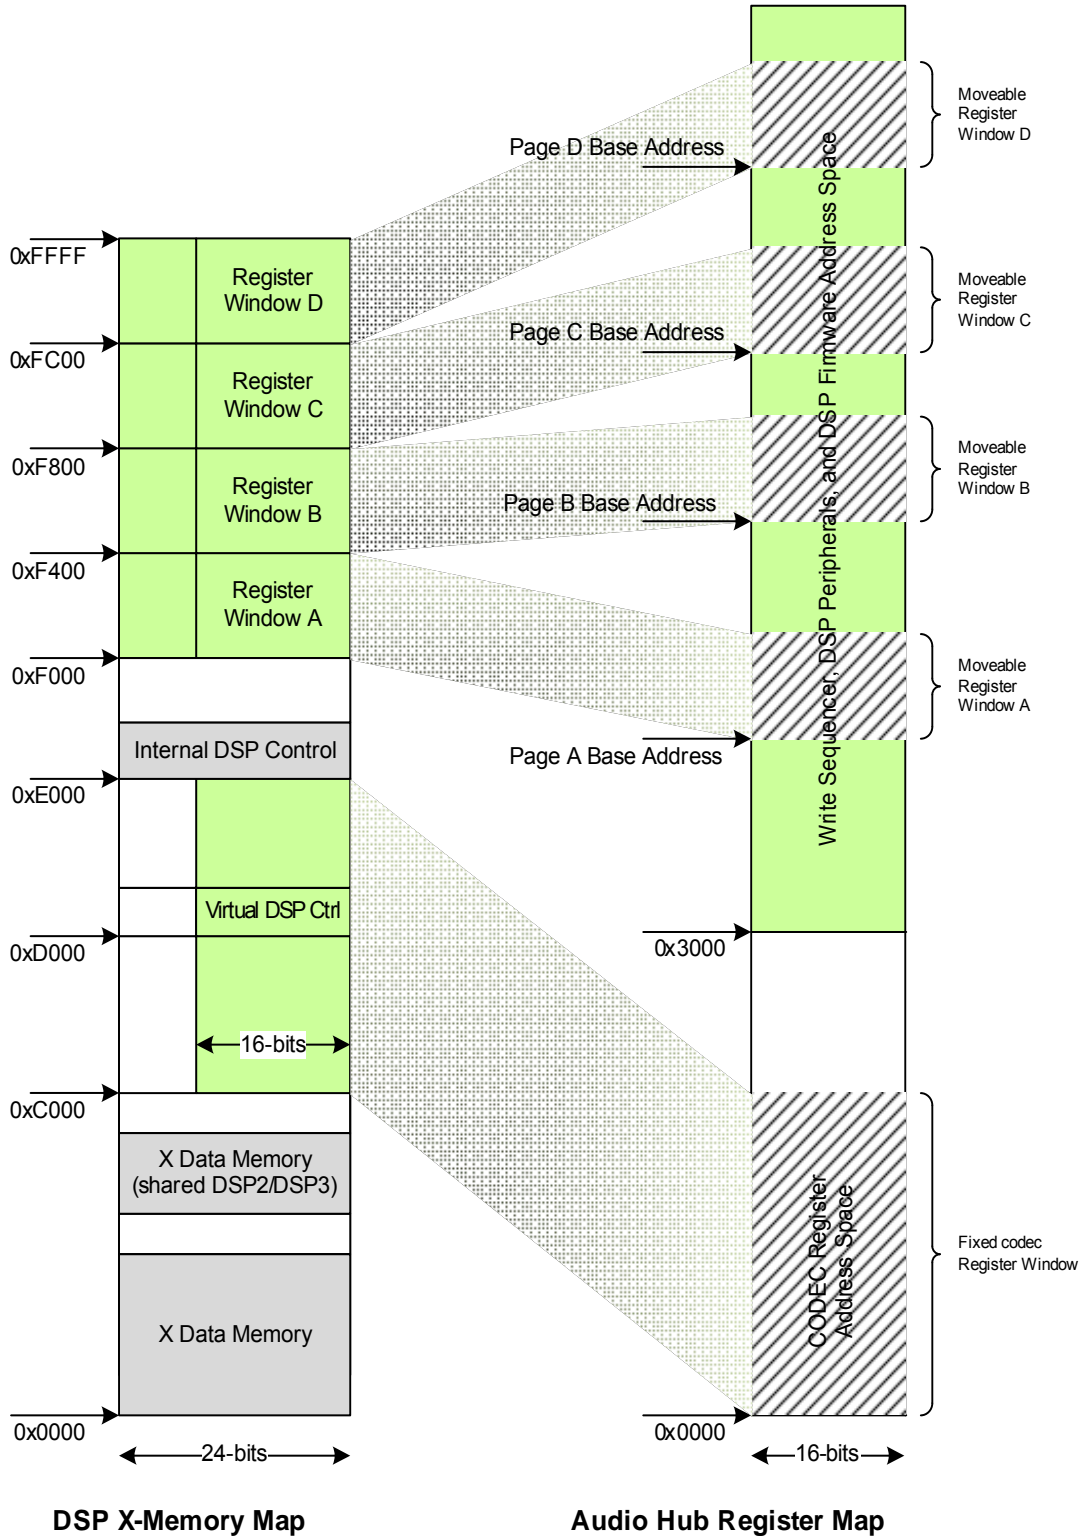 Moveable
Register
Window D
Page D Base Address
0xFFFF
Register
Window D
Moveable
Register
Window C
Page C Base Address
0xFC00
Register
Window C
0xF800
Moveable
Register
Window B
Register
Window B
Page B Base Address
0xF400
Register
Window A
Moveable
Register
Window A
0xF000
Page A Base Address
Write Sequencer, DSP Peripherals, and DSP Firmware Address Space
Internal DSP Control
0xE000
Virtual DSP Ctrl
0xD000
0x3000
16-bits
0xC000
X Data Memory
(shared DSP2/DSP3)
CODEC Register
Address Space
Fixed codec
Register Window
X Data Memory
0x0000
0x0000
24-bits
16-bits
DSP X-Memory Map
Audio Hub Register Map